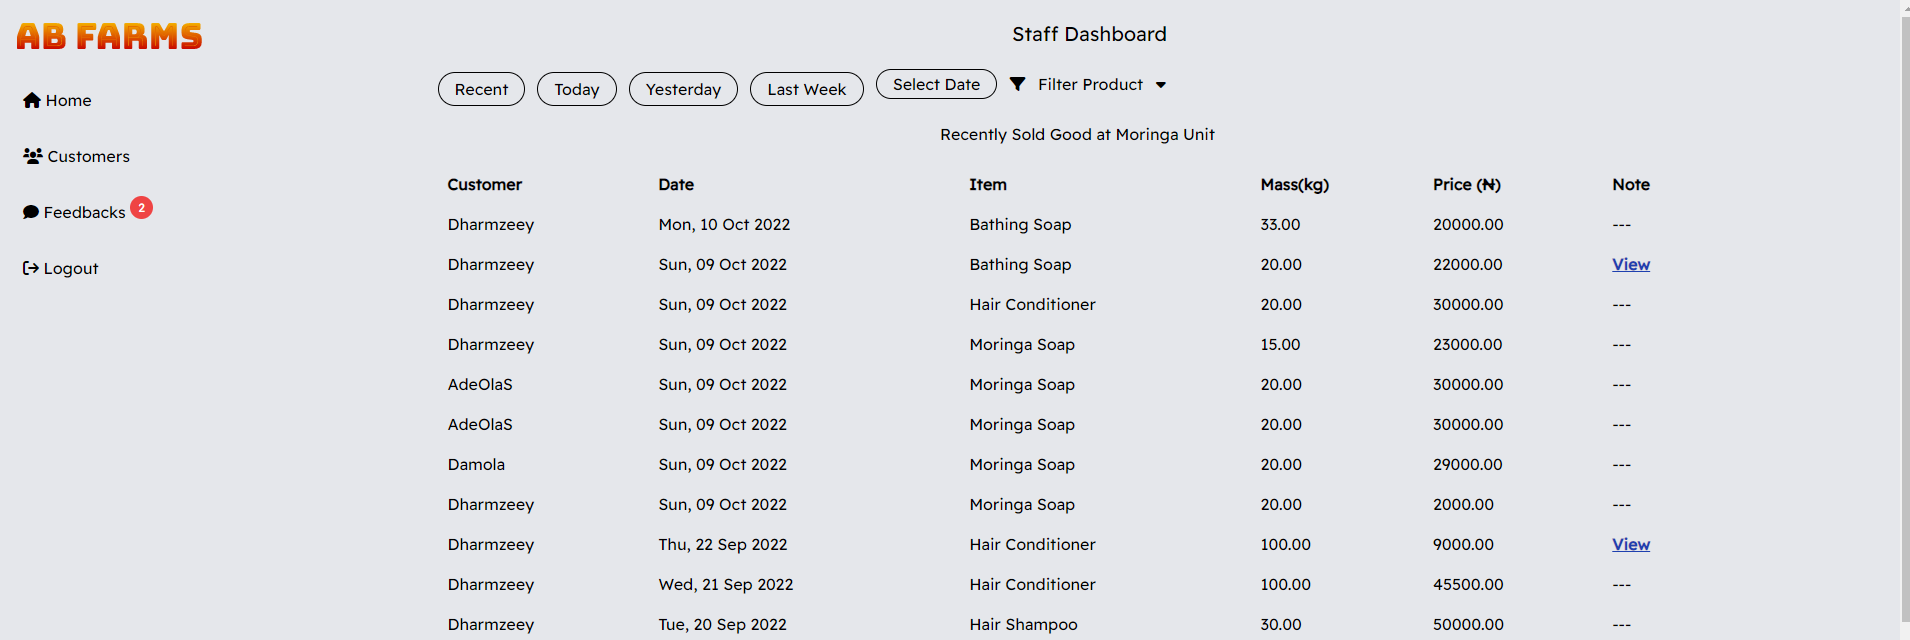 AB FARMS
Staff Dashboard
Home
Customers
Feedbacks 2
Logout
Recent Today Yesterday Last Week Select Date Filter Product
Recently Sold Good at Moringa Unit
Customer Date Item Mass(kg) Price (₦) Note
Dharmzeey Mon, 10 Oct 2022 Bathing Soap 33.00 20000.00 ---
Dharmzeey Sun, 09 Oct 2022 Bathing Soap 20.00 22000.00 View
Dharmzeey Sun, 09 Oct 2022 Hair Conditioner 20.00 30000.00 ---
Dharmzeey Sun, 09 Oct 2022 Moringa Soap 15.00 23000.00 ---
AdeOlaS Sun, 09 Oct 2022 Moringa Soap 20.00 30000.00 ---
AdeOlaS Sun, 09 Oct 2022 Moringa Soap 20.00 30000.00 ---
Damola Sun, 09 Oct 2022 Moringa Soap 20.00 29000.00 ---
Dharmzeey Sun, 09 Oct 2022 Moringa Soap 20.00 2000.00 ---
Dharmzeey Thu, 22 Sep 2022 Hair Conditioner 100.00 9000.00 View
Dharmzeey Wed, 21 Sep 2022 Hair Conditioner 100.00 45500.00 ---
Dharmzeey Tue, 20 Sep 2022 Hair Shampoo 30.00 50000.00 ---